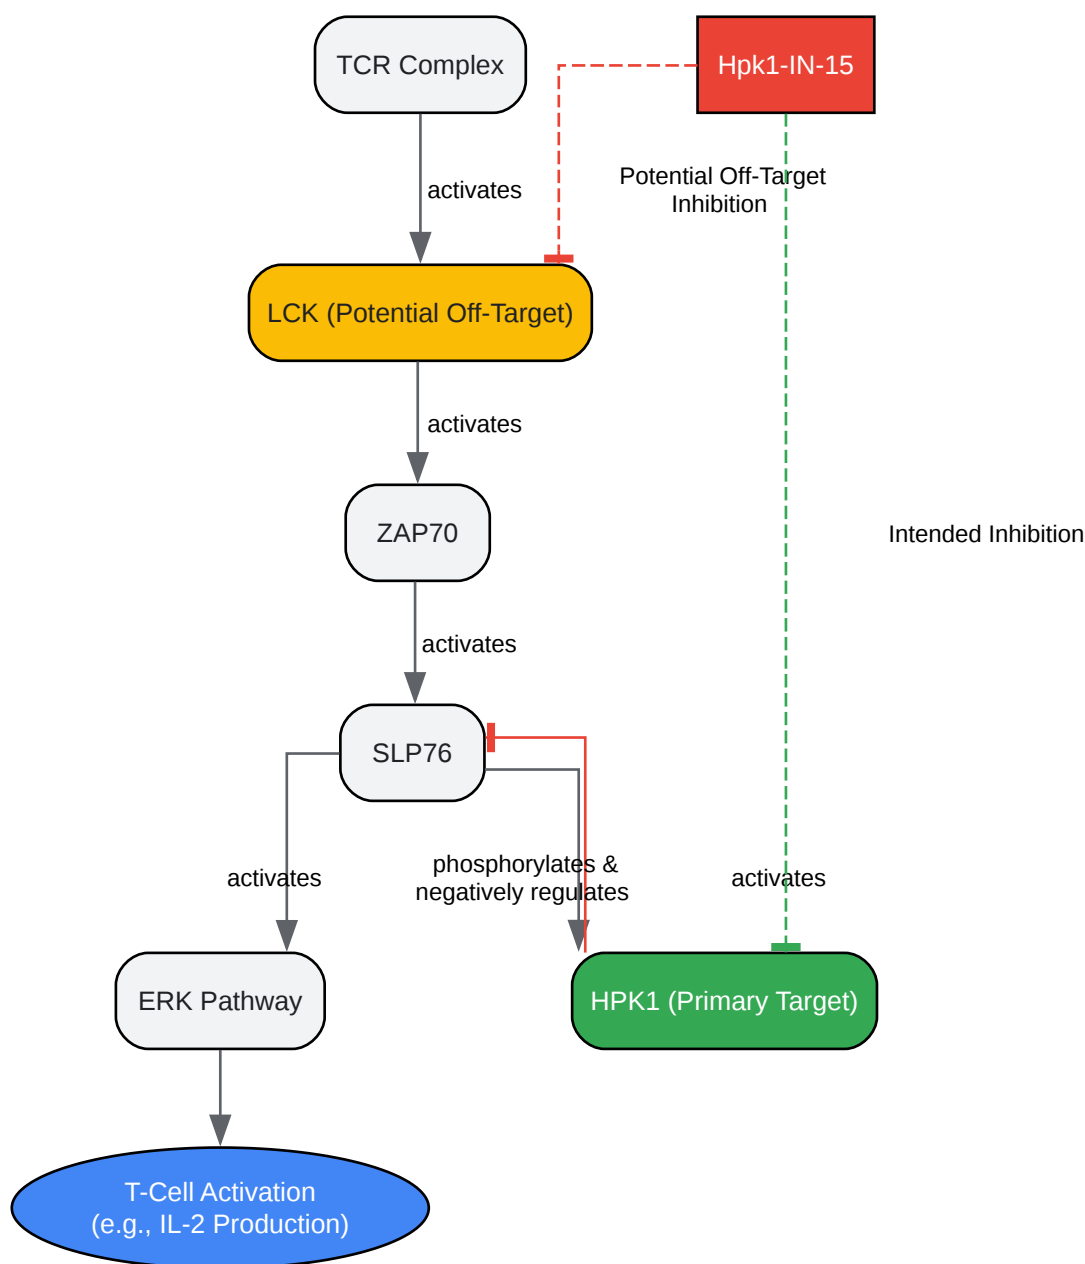 TCR Complex
Hpk1-IN-15
activates
Potential Off-Target
Inhibition
LCK (Potential Off-Target)
activates
ZAP70
Intended Inhibition
activates
SLP76
activates
phosphorylates &
negatively regulates
activates
ERK Pathway
HPK1 (Primary Target)
T-Cell Activation
(e.g., IL-2 Production)